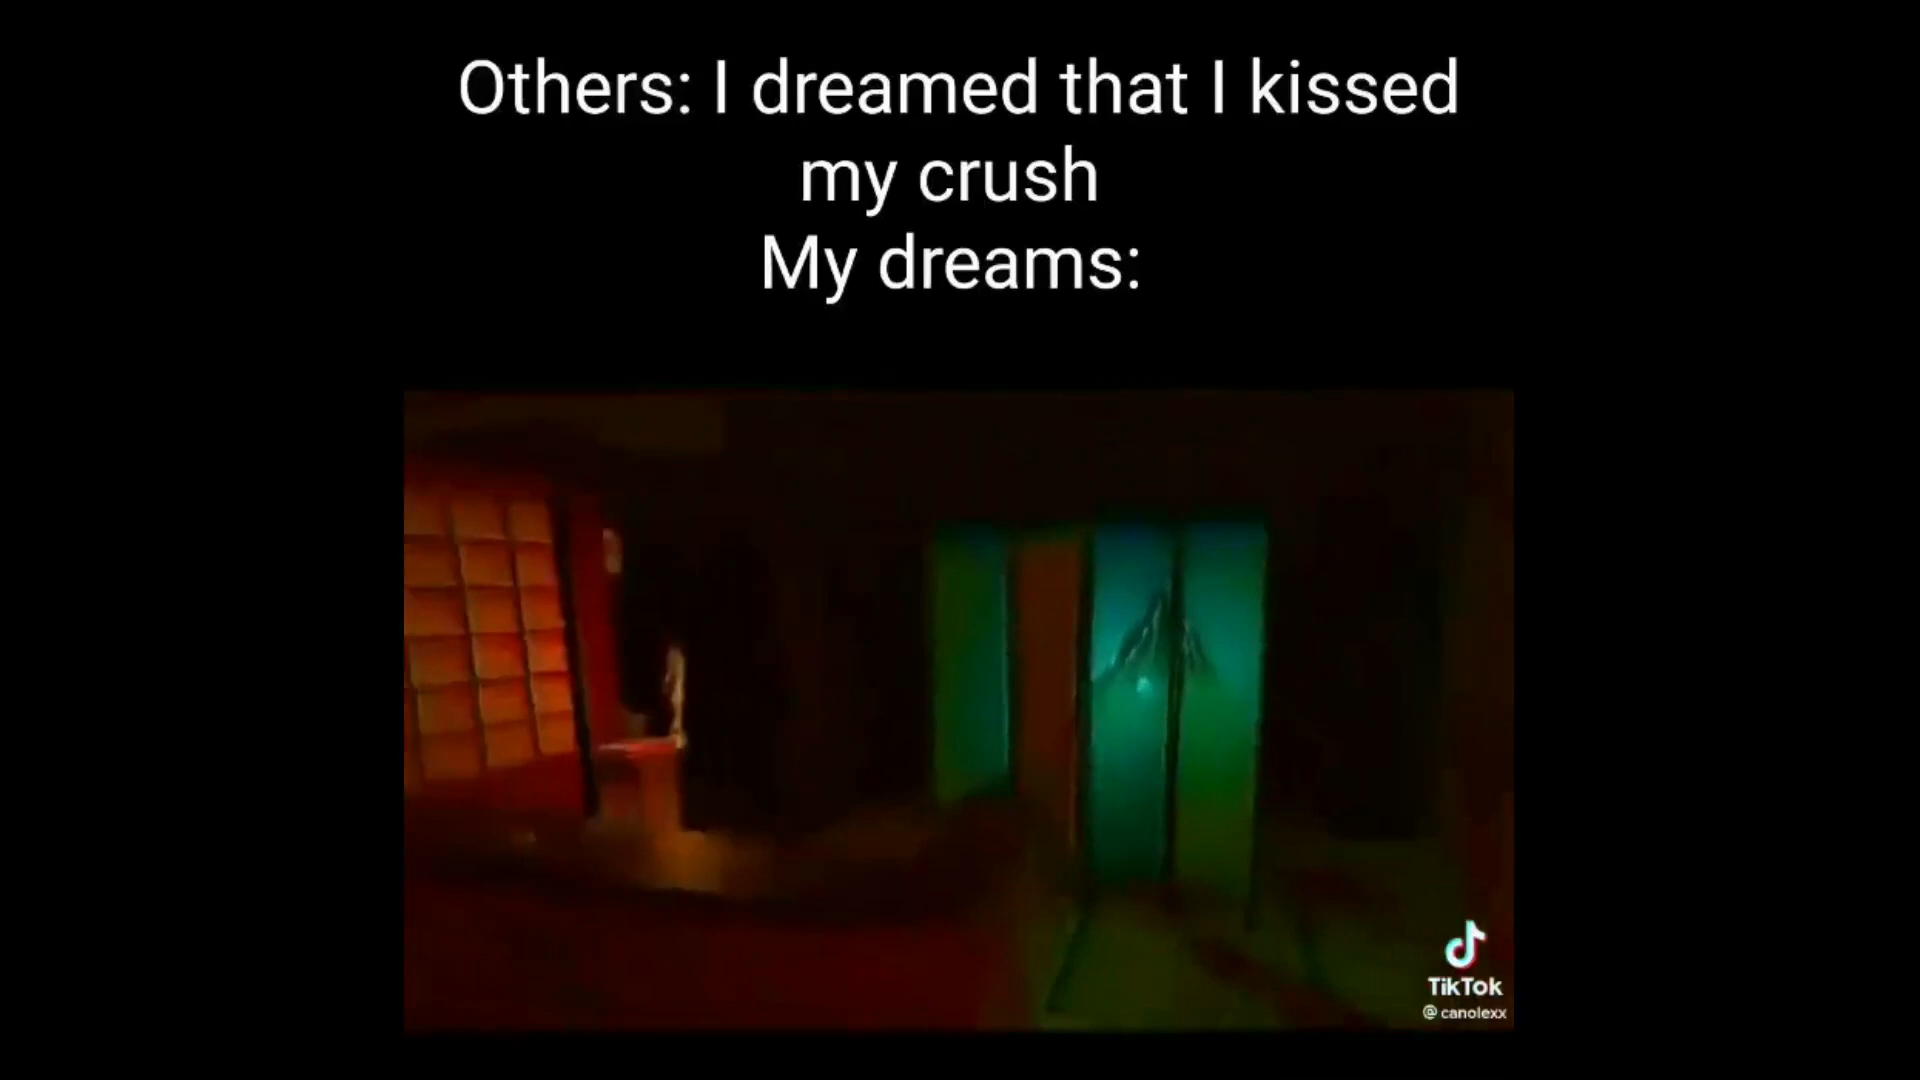 Others: I dreamed that I kissed
my crush
My dreams:
TikTok
@canolexx